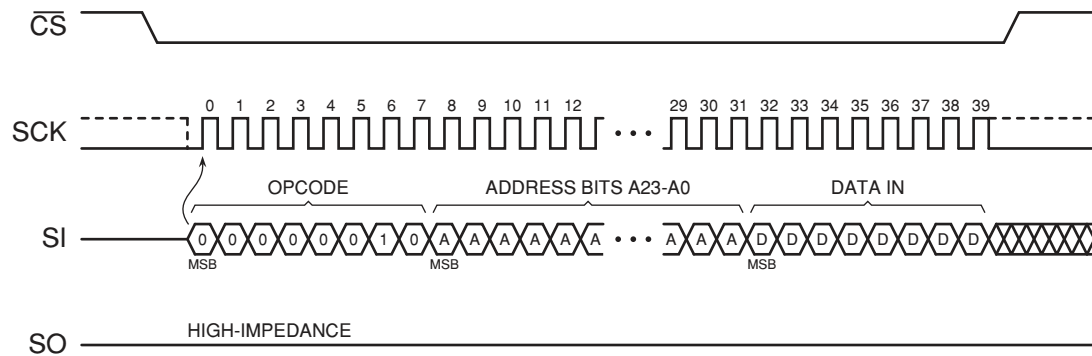 CS
SCK
0 1 2 3 4 5 6 7 8 9 10 11 12 29 30 31 32 33 34 35 36 37 38 39
OPCODE ADDRESS BITS A23-A0 DATA IN
SI
0 0 0 0 0 0 1 0 A A A A A A A A A D D D D D D D D
MSB MSB MSB
HIGH-IMPEDANCE
SO